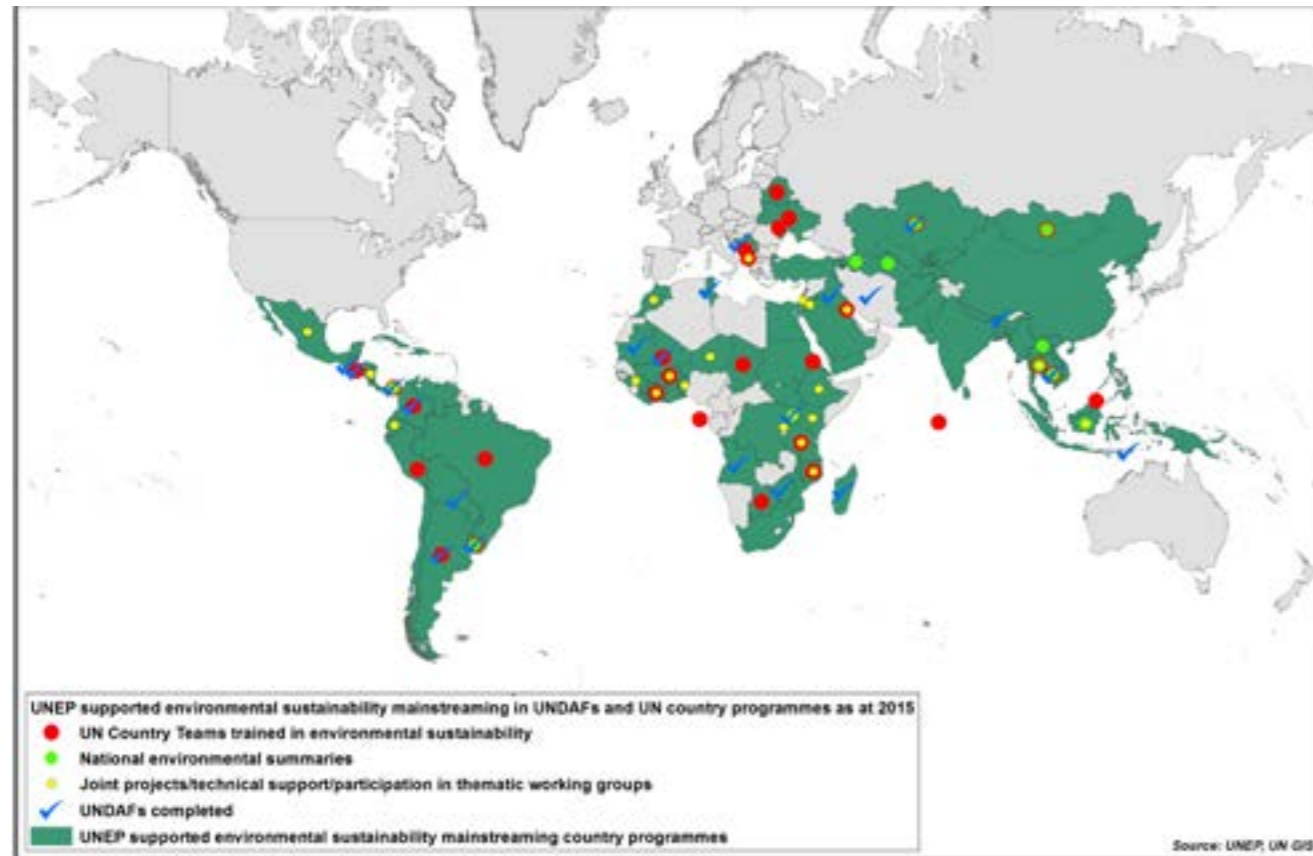 UNEP supported environmental sustainability mainstreaming in UNDAFs and UN country programmes as at 2015
UN Country Teams trained in environmental sustainability
National environmental summaries
Joint projects/technical support/participation in thematic working groups
UNDAFs completed
UNEP supported environmental sustainability mainstreaming country programmes
Source: UNEP, UN GIS